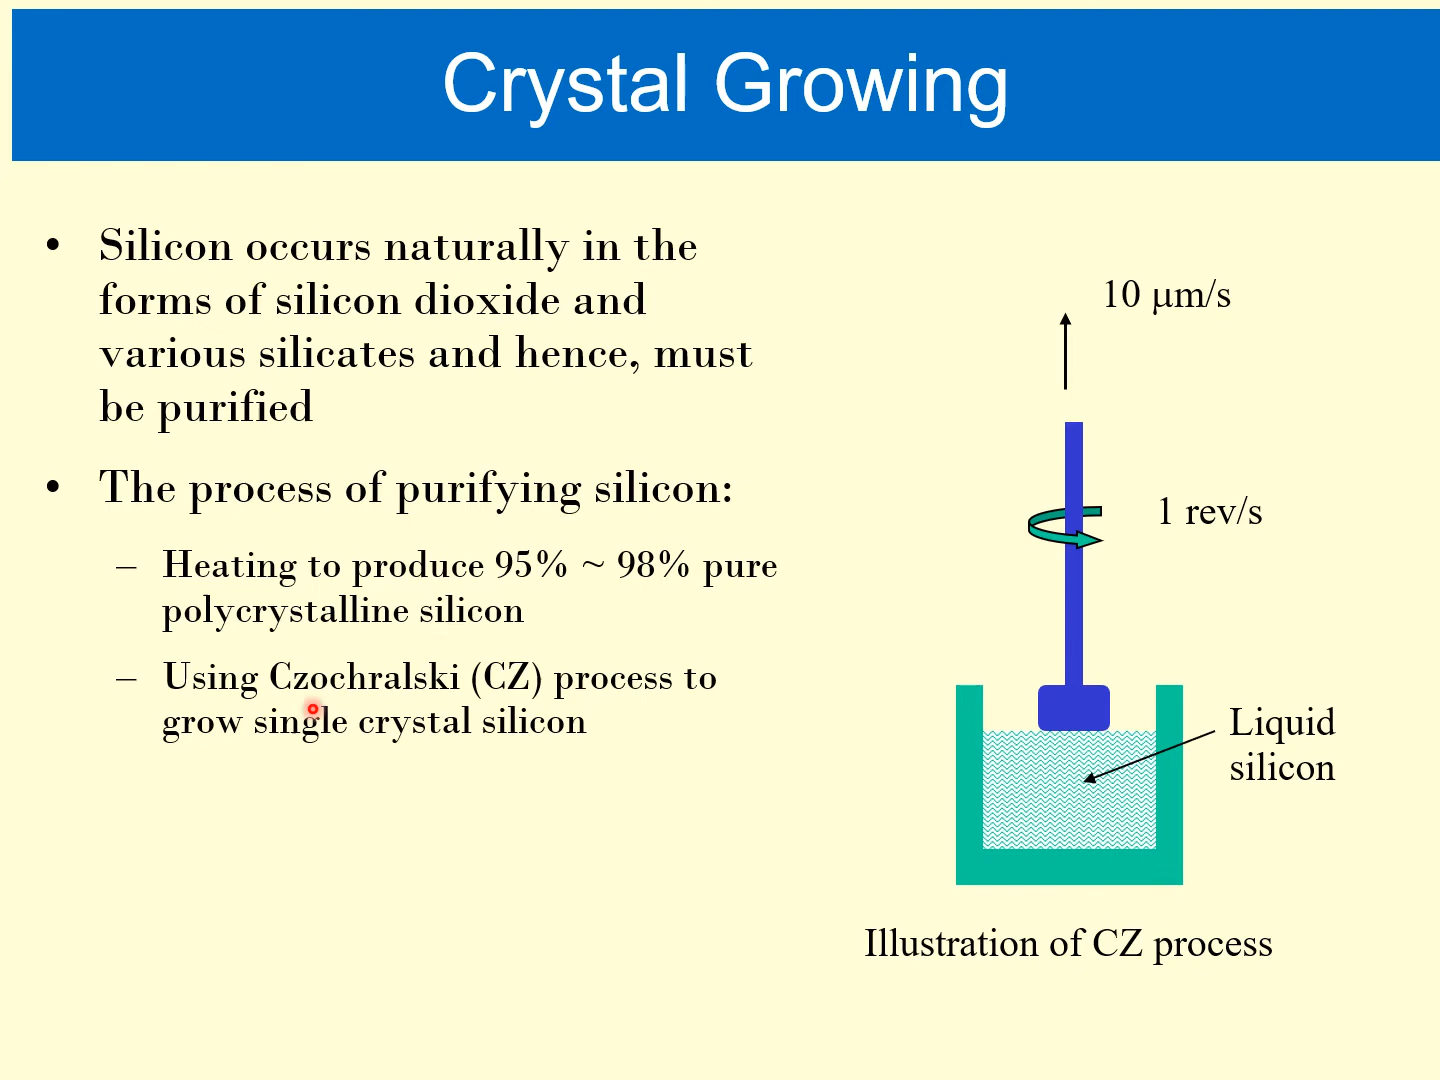 Crystal Growing
• Silicon occurs naturally in the
forms of silicon dioxide and
various silicates and hence, must
be purified
• The process of purifying silicon:
– Heating to produce 95% ~ 98% pure
polycrystalline silicon
– Using Czochralski (CZ) process to
grow single crystal silicon
10 μm/s
1 rev/s
Liquid
silicon
Illustration of CZ process